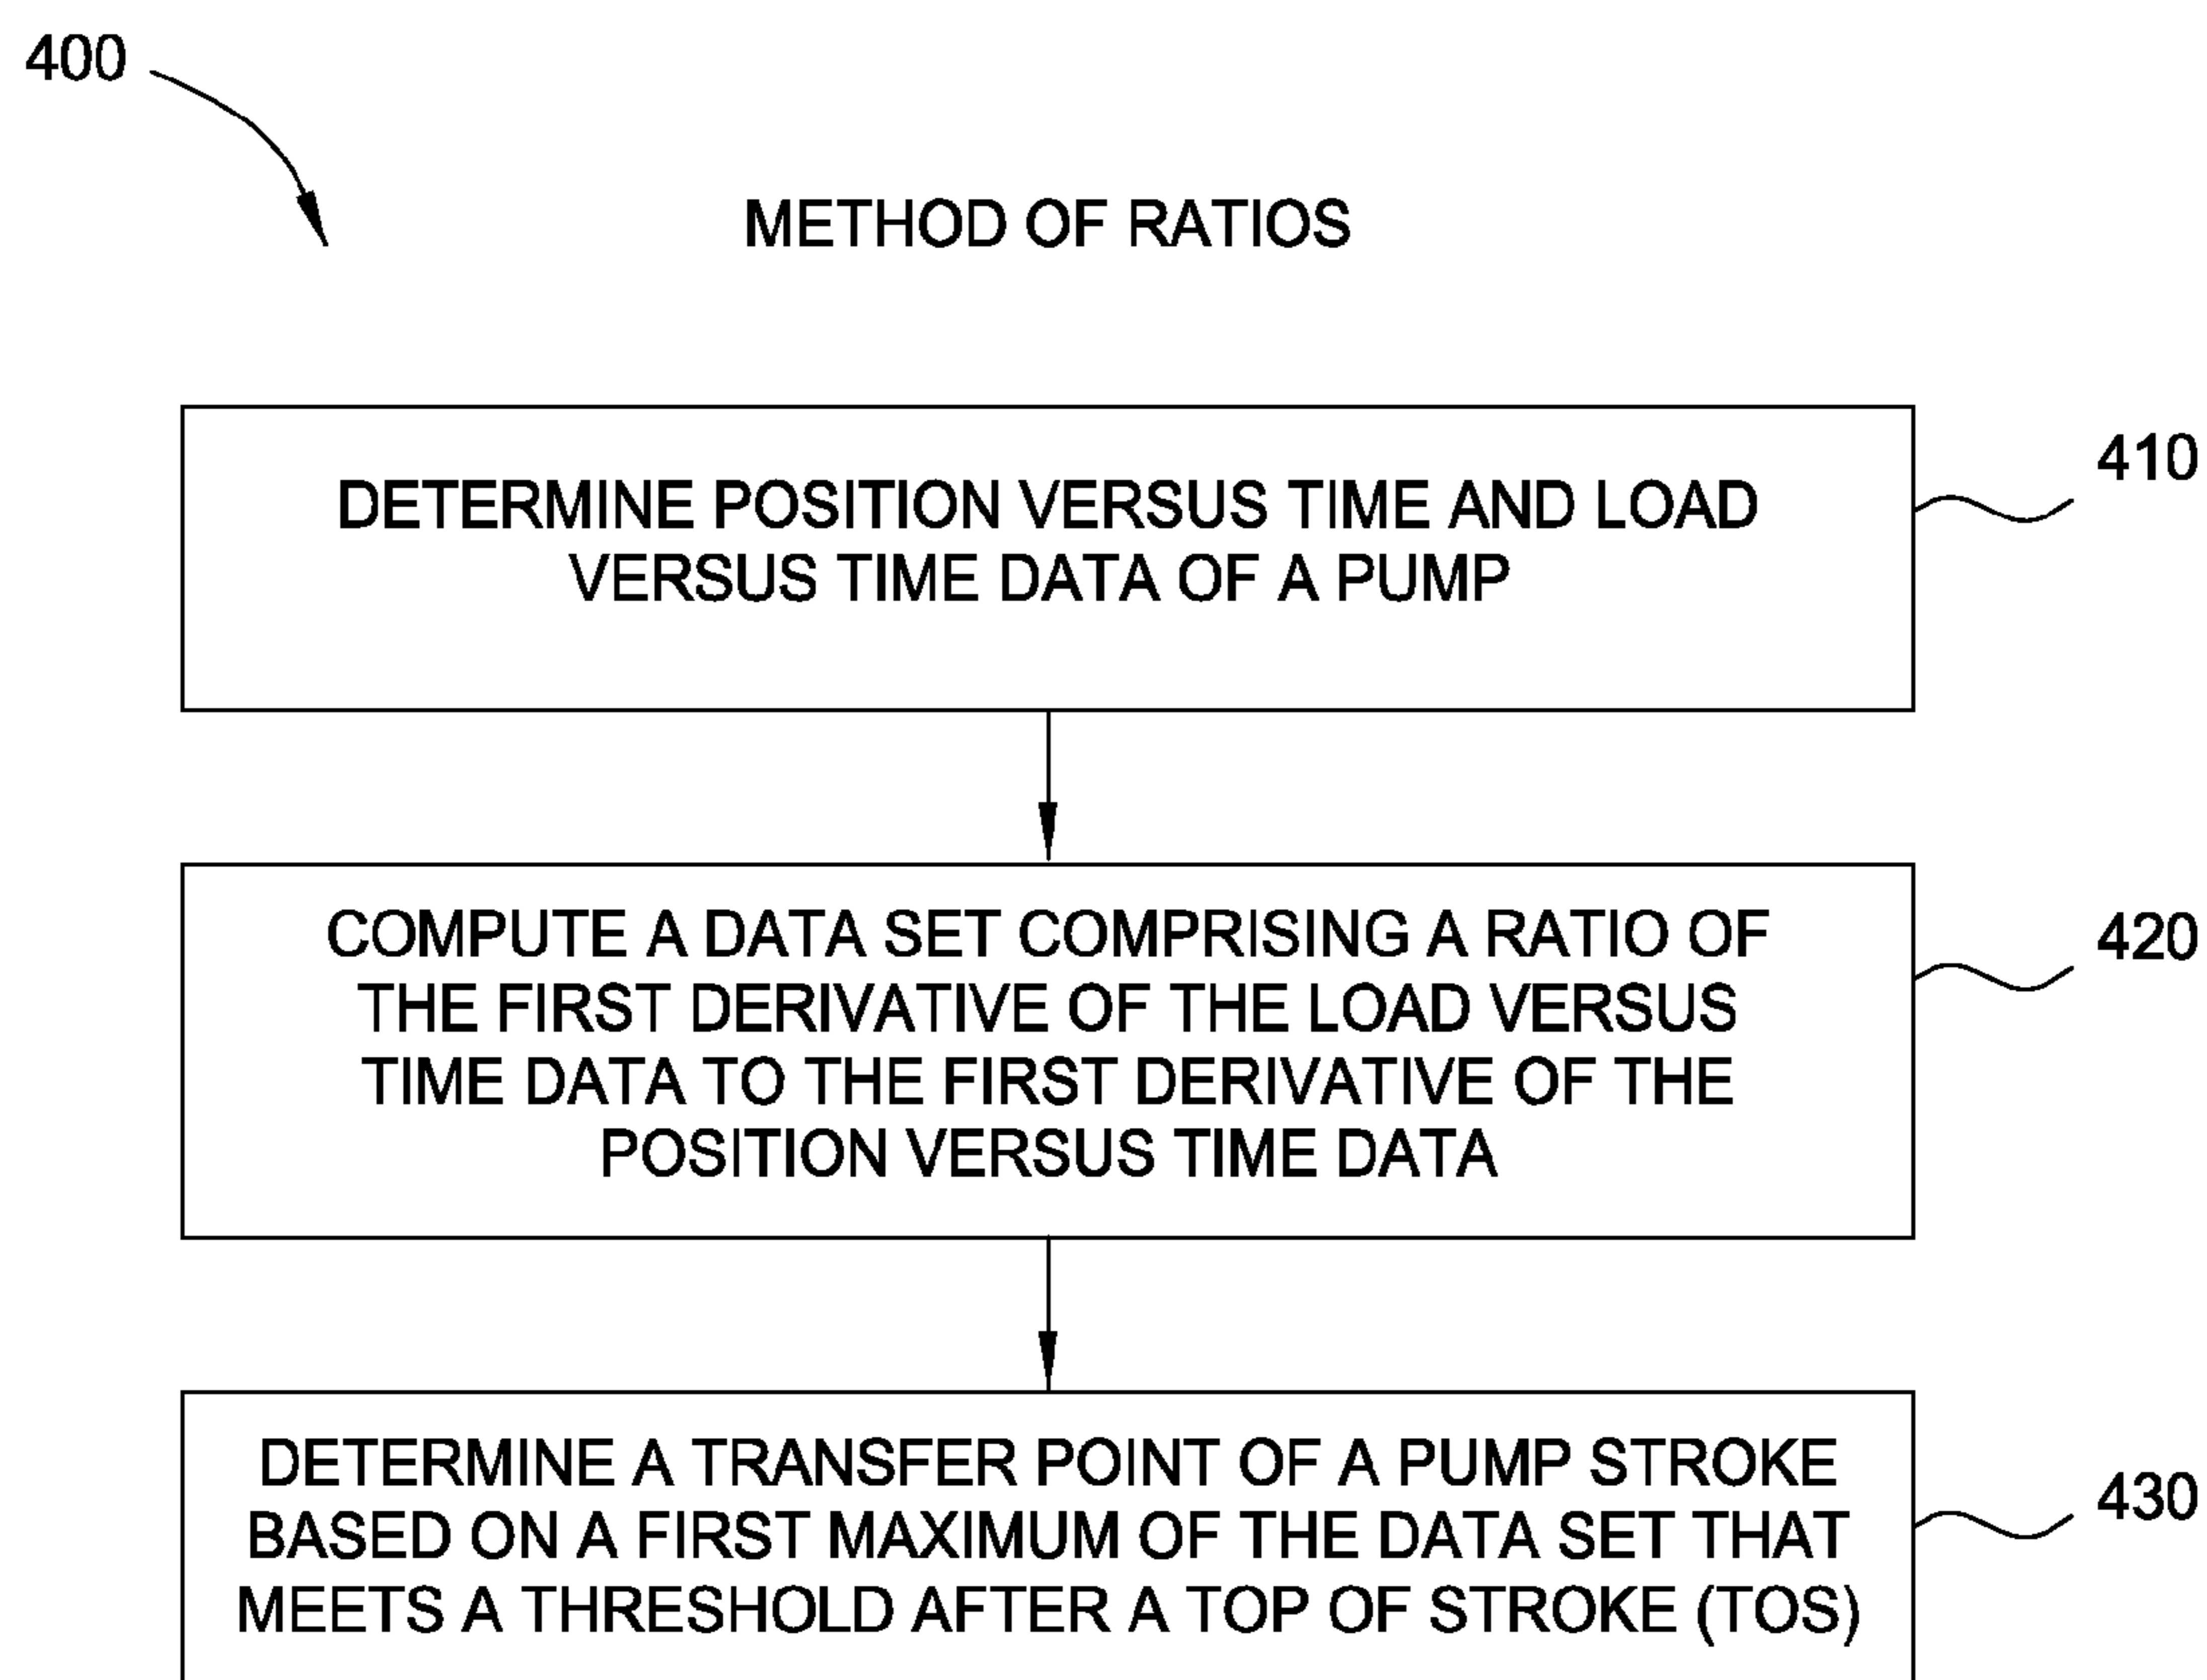 400
METHOD OF RATIOS
DETERMINE POSITION VERSUS TIME AND LOAD
VERSUS TIME DATA OF A PUMP
410
COMPUTE A DATA SET COMPRISING A RATIO OF
THE FIRST DERIVATIVE OF THE LOAD VERSUS
TIME DATA TO THE FIRST DERIVATIVE OF THE
POSITION VERSUS TIME DATA
420
DETERMINE A TRANSFER POINT OF A PUMP STROKE
BASED ON A FIRST MAXIMUM OF THE DATA SET THAT
MEETS A THRESHOLD AFTER A TOP OF STROKE (TOS)
430